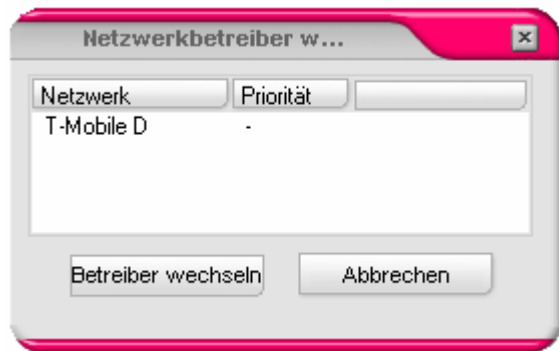 Netzwerkbetreiber w...
Netzwerk Priorität
T-Mobile D -
Betreiber wechseln Abbrechen